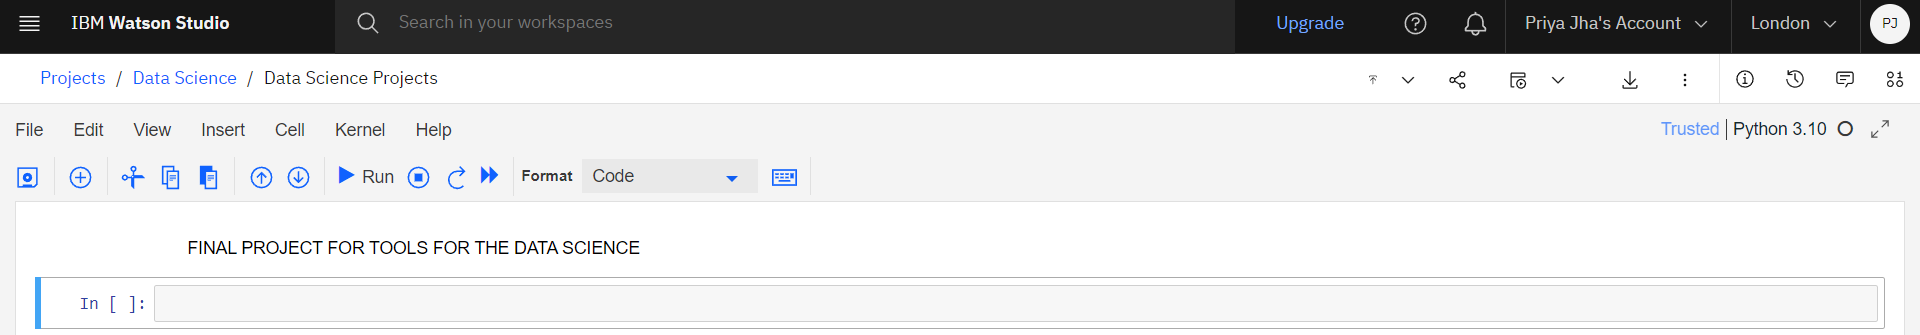 IBM Watson Studio Search in your workspaces Upgrade Priya Jha's Account London PJ
Projects / Data Science / Data Science Projects
File Edit View Insert Cell Kernel Help Trusted | Python 3.10
Run Format Code
FINAL PROJECT FOR TOOLS FOR THE DATA SCIENCE
In [ ]: